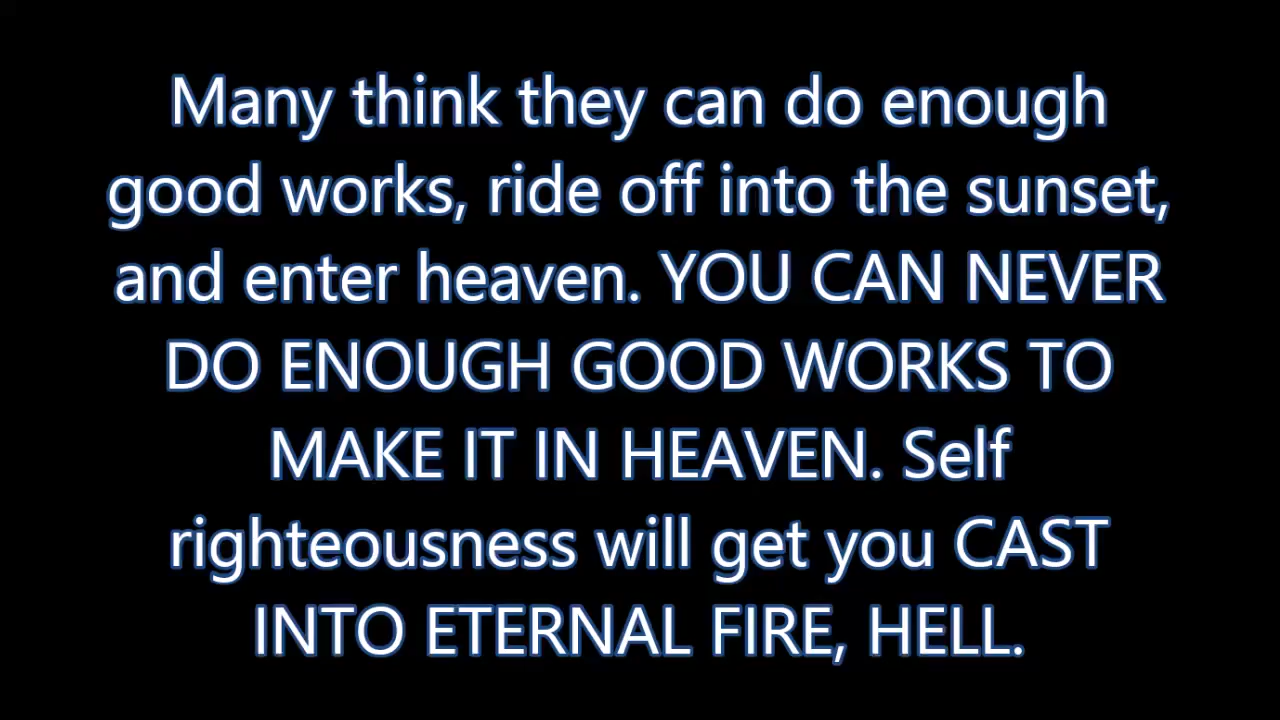 Many think they can do enough
good works, ride off into the sunset,
and enter heaven. YOU CAN NEVER
DO ENOUGH GOOD WORKS TO
MAKE IT IN HEAVEN. Self
righteousness will get you CAST
INTO ETERNAL FIRE, HELL.